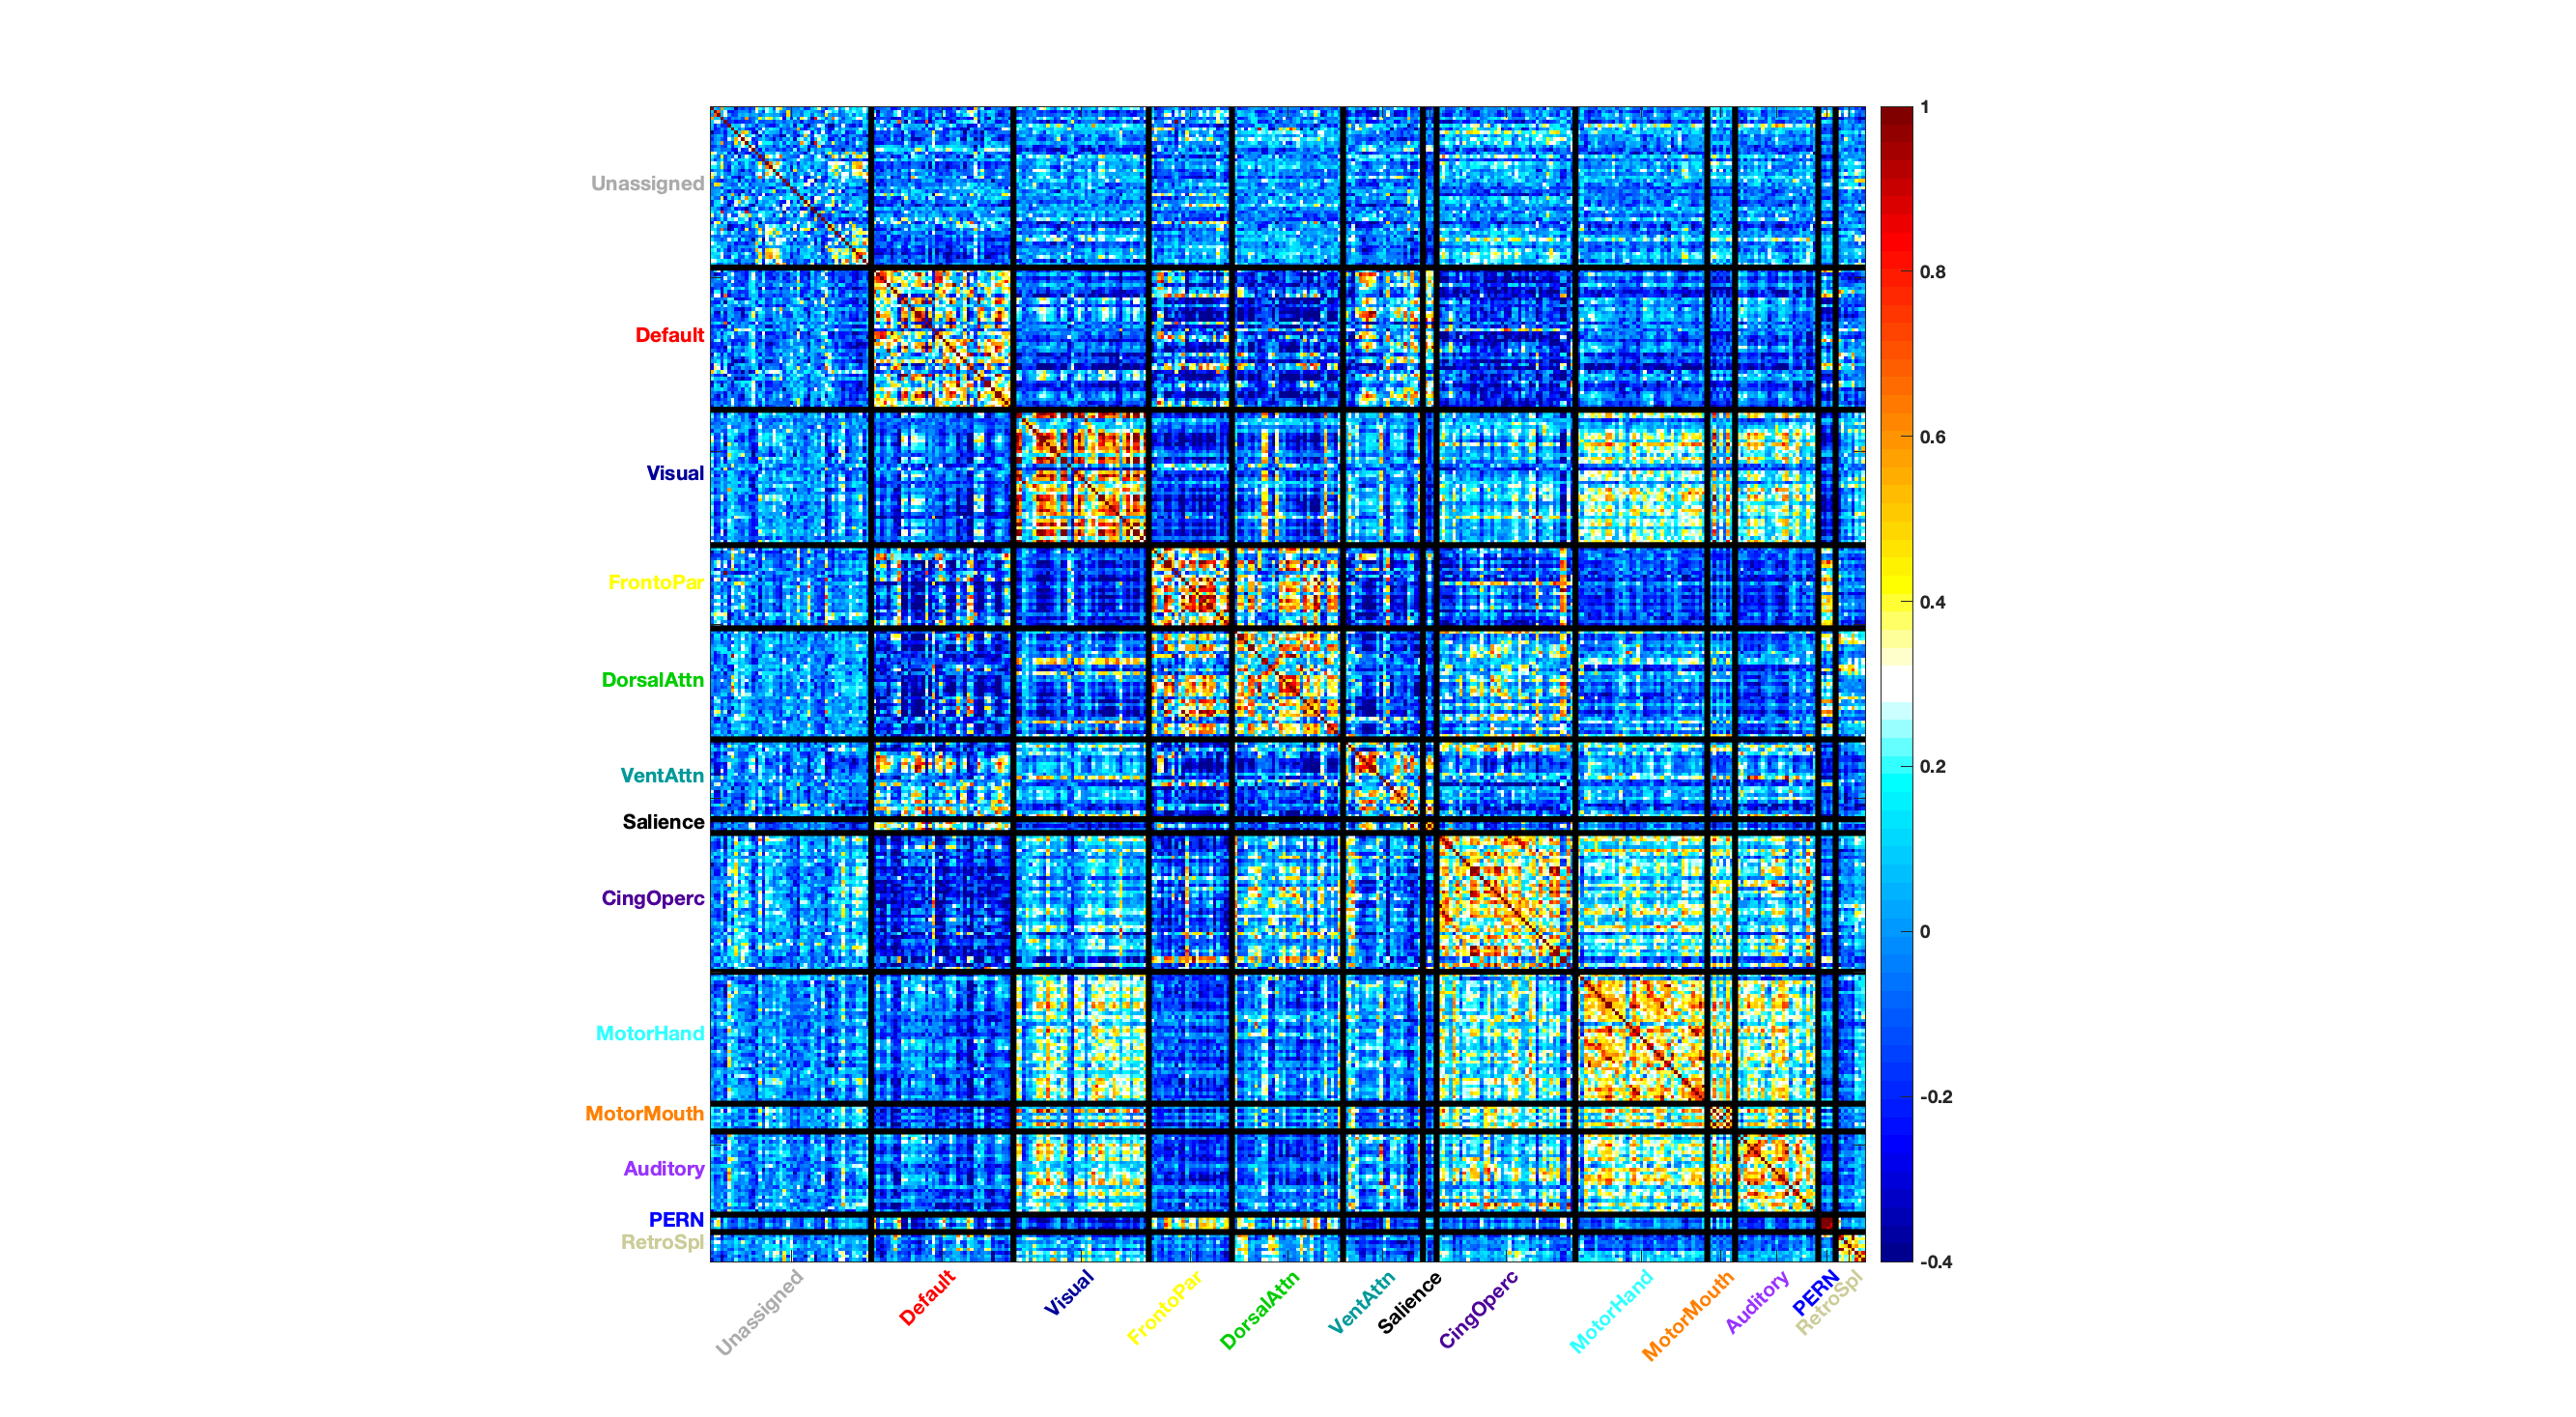 Unassigned
Default
Visual
FrontoPar
DorsalAttn
VentAttn
Salience
CingOperc
MotorHand
MotorMouth
Auditory
PERN
RetroSpl
Unassigned
Default
Visual
FrontoPar
DorsalAttn
VentAttn
Salience
CingOperc
MotorHand
MotorMouth
Auditory
PERN
RetroSpl
1
0.8
0.6
0.4
0.2
0
-0.2
-0.4